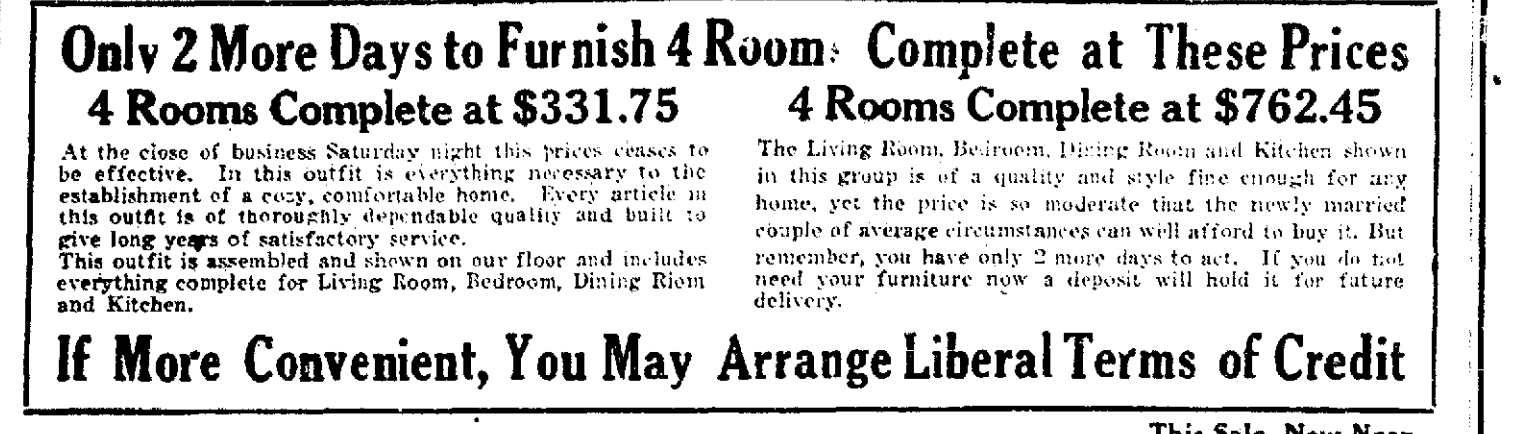 Only 2 More Days to Furnish 4 Rooms Complete at These Prices
4 Rooms Complete at $331.75
At the close of business Saturday night this prices ceases to
be effective. In this outfit is everything necessary to the
establishment of a cozy, comfortable home. Every article in
this outfit is of thoroughly dependable quality and built to
give long years of satisfactory service.
This outfit is assembled and shown on our floor and includes
everything complete for Living Room, Bedroom, Dining Riom
and Kitchen.
4 Rooms Complete at $762.45
The Living Room, Bedroom, Dining Room and Kitchen shown
in this group is of a quality and style fine enough for any
home, yet the price is so moderate that the newly married
couple of average circumstances can well afford to buy it. But
remember, you have only 2 more days to act. If you do not
need your furniture now a deposit will hold it for future
delivery.
If More Convenient, You May Arrange Liberal Terms of Credit
This Sale Now Near